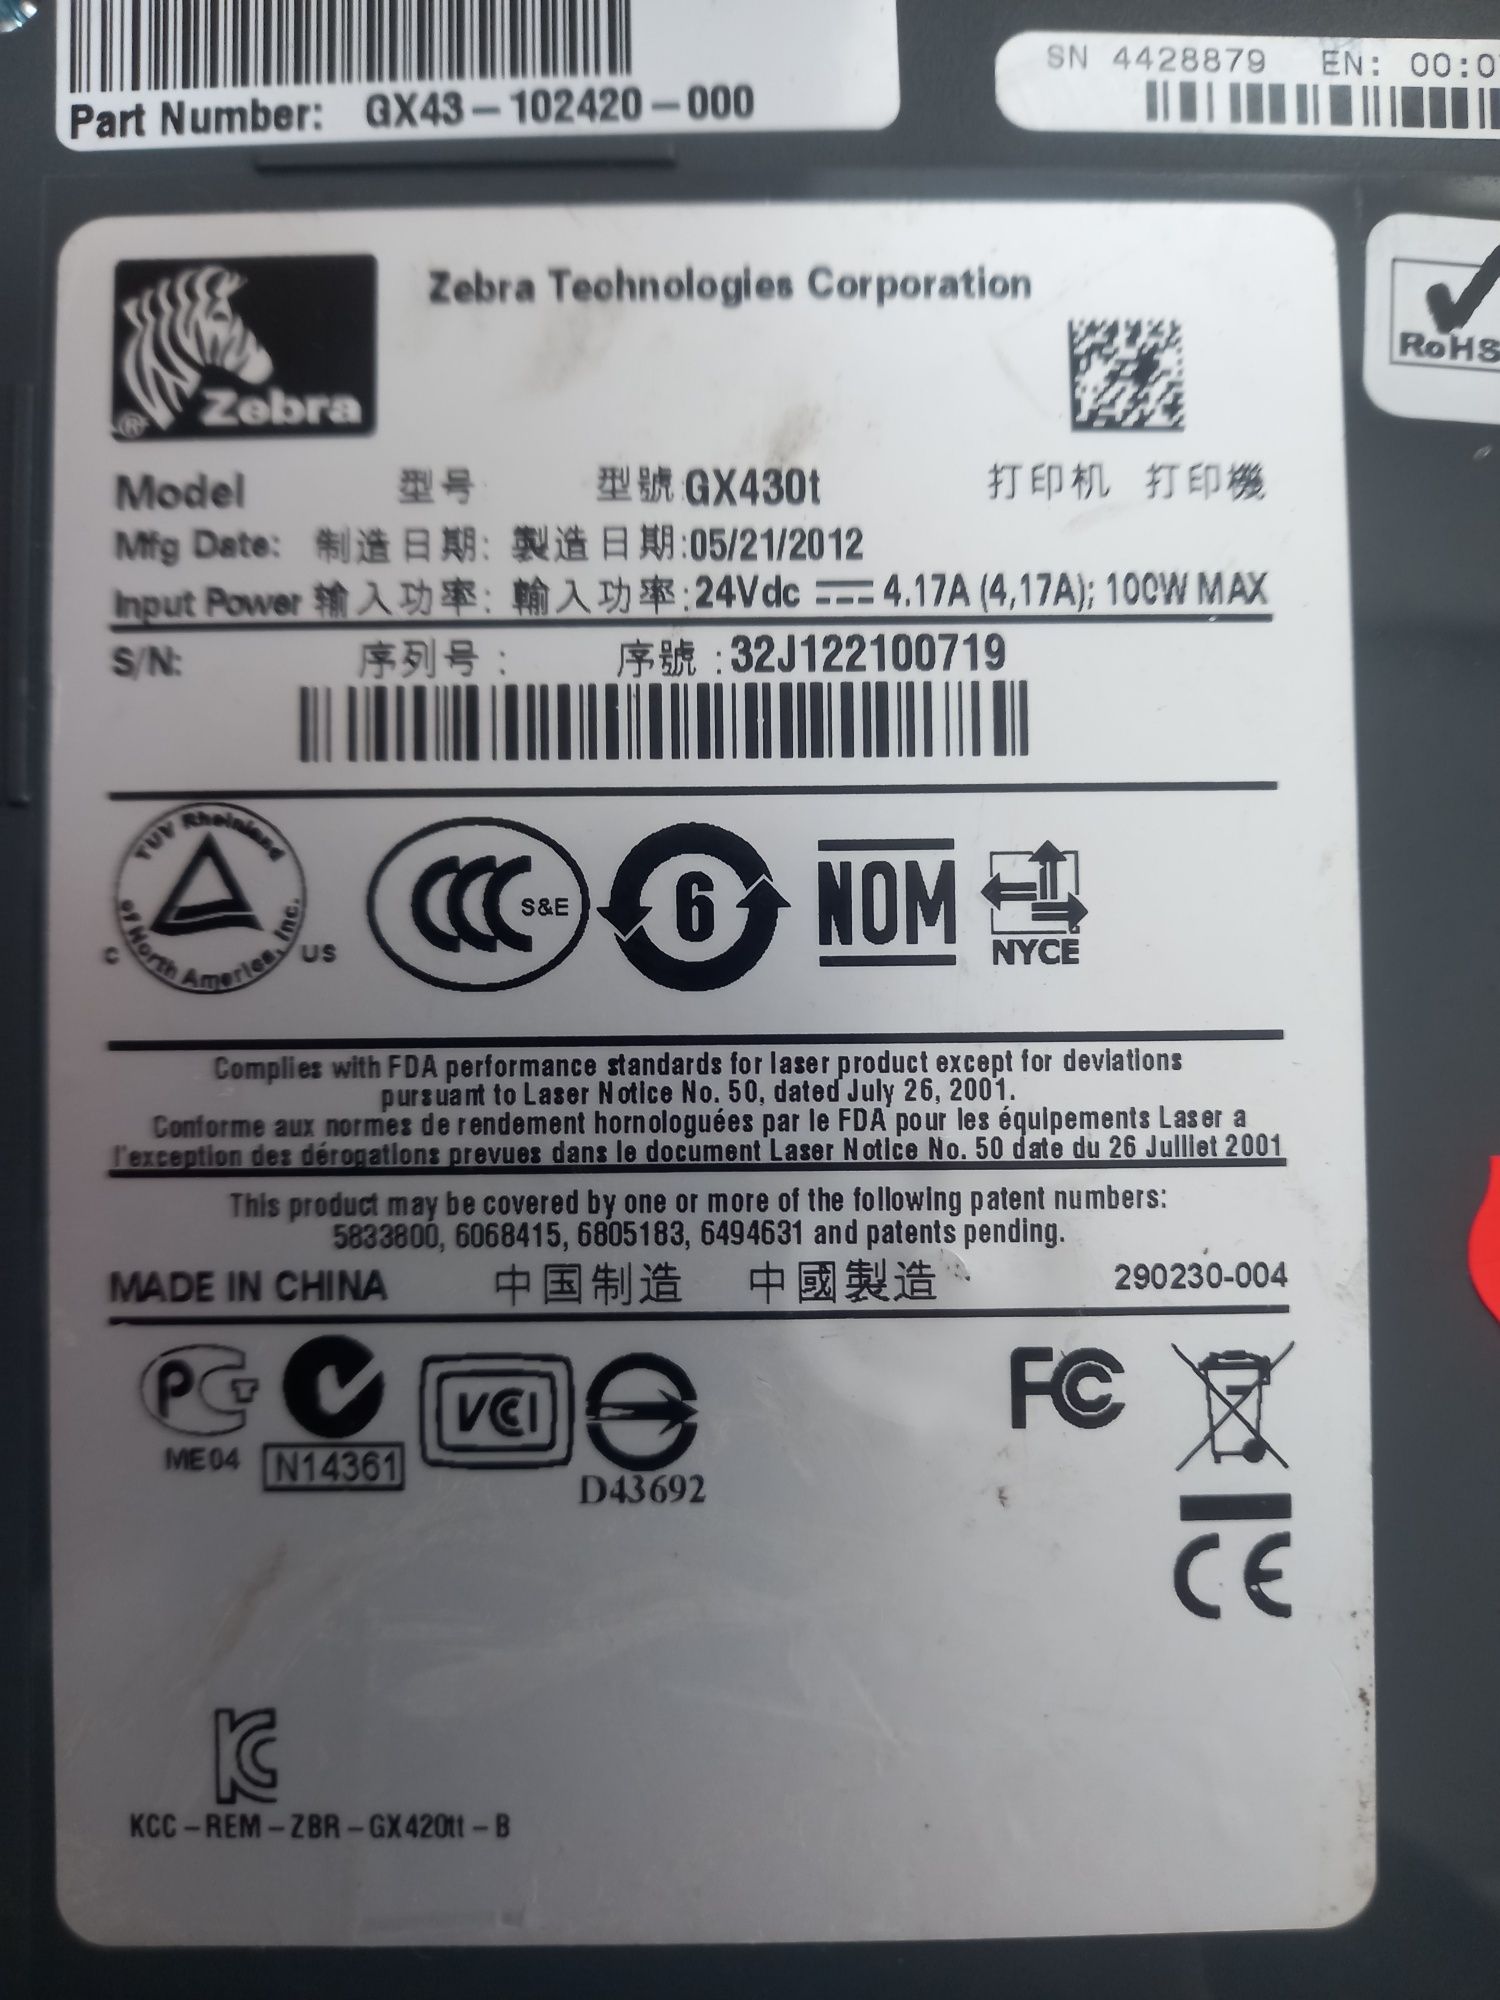 Part Number: GX43-102420-000
SN 4428879 EN: 00:0
Zebra Technologies Corporation
® Zebra
RoHS
Model 型号 型號 GX430t 打印机 打印機
Mfg Date: 制造日期: 製造日期:05/21/2012
Input Power 输入功率: 輸入功率:24Vdc 4.17A (4,17A); 100W MAX
S/N: 序列号: 序號:32J122100719
TUV Rheinland
of North America, Inc.
C US
CCC S&E
6
NOM
NYCE
Complies with FDA performance standards for laser product except for deviations
pursuant to Laser Notice No. 50, dated July 26, 2001.
Conforme aux normes de rendement hornologuées par le FDA pour les équipements Laser a
l'exception des dérogations prevues dans le document Laser Notice No. 50 date du 26 Julliet 2001
This product may be covered by one or more of the following patent numbers:
5833800, 6068415, 6805183, 6494631 and patents pending.
MADE IN CHINA 中国制造 中國製造 290230-004
PCT
ME04
N14361
VCCI
D43692
FC
CE
KC
KCC-REM-ZBR-GX420tt-B